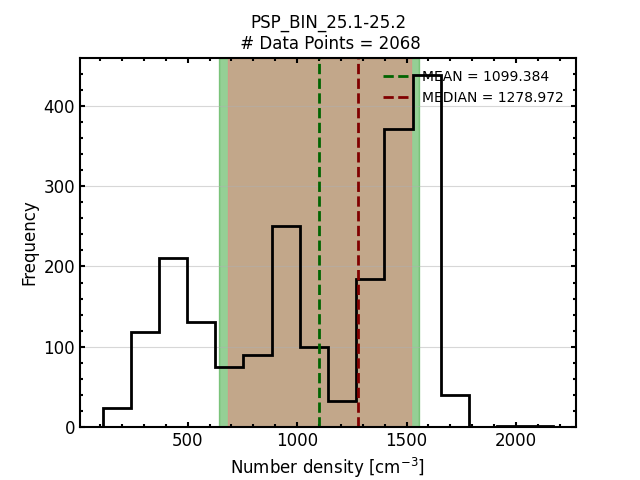 PSP_BIN_25.1-25.2
# Data Points = 2068
MEAN = 1099.384
MEDIAN = 1278.972
Frequency
400
300
200
100
0
500 1000 1500 2000
Number density [cm⁻³]